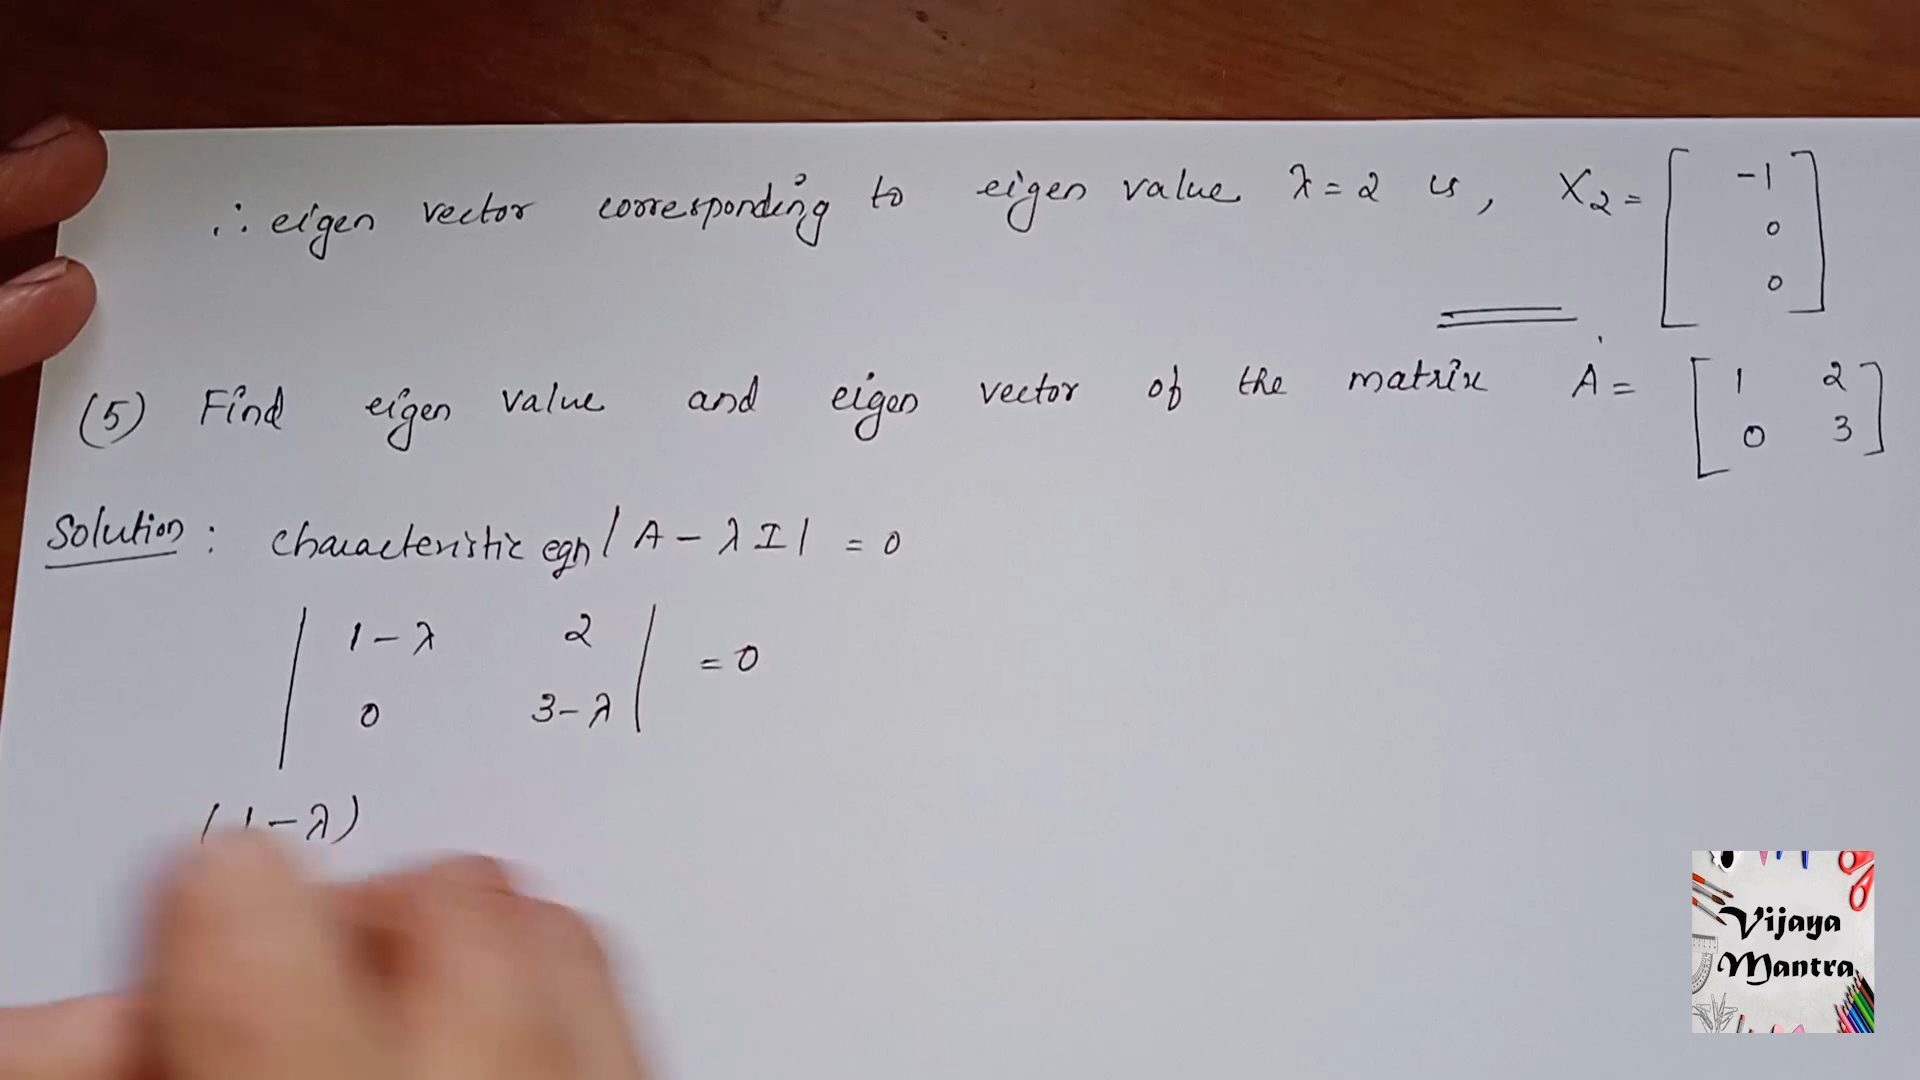 ∴ eigen vector corresponding to eigen value λ = 2 is, X2 = [ -1 0 0 ]
(5) Find eigen value and eigen vector of the matrix A = [ 1 2 0 3 ]
Solution : characteristic eqn | A - λ I | = 0
| 1 - λ 2 | = 0
0 3 - λ
(1 - λ)
Vijaya
Mantra